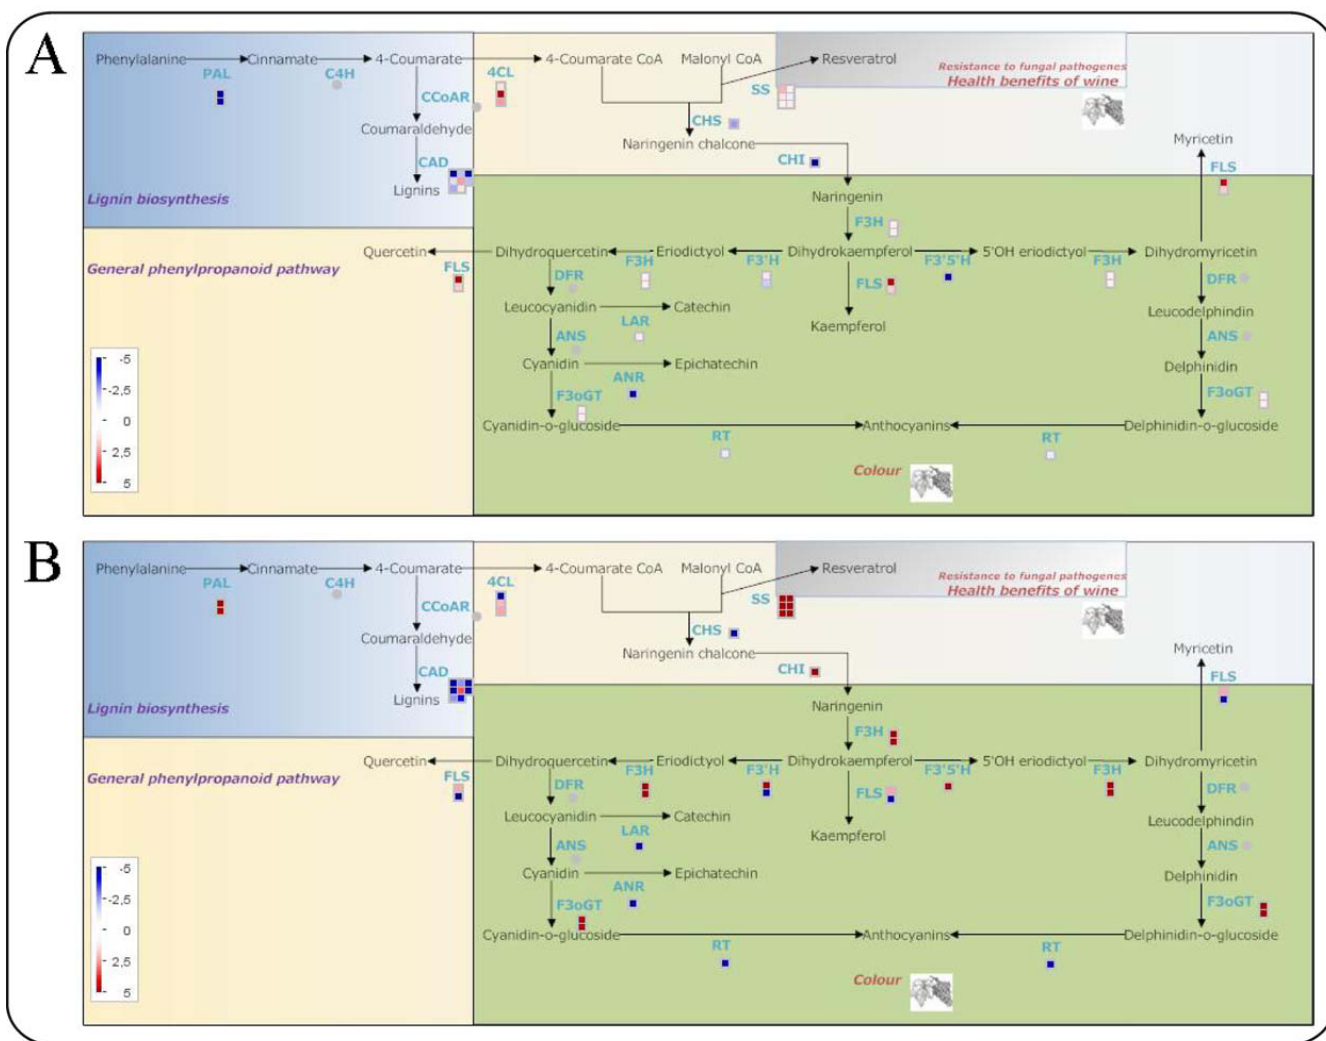 A
Phenylalanine
Cinnamate
4-Coumarate
4-Coumarate CoA
Malonyl CoA
Resveratrol
PAL
C4H
4CL
Resistance to fungal pathogenes
Health benefits of wine
CCoAR
SS
Coumaraldehyde
CHS
Naringenin chalcone
Myricetin
CAD
CHI
FLS
Lignins
Lignin biosynthesis
Naringenin
F3H
Quercetin
Dihydroquercetin
Eriodictyol
Dihydrokaempferol
5'OH eriodictyol
Dihydromyricetin
General phenylpropanoid pathway
FLS
DFR
F3H
F3'H
FLS
F3'5'H
F3H
DFR
Leucocyanidin
Catechin
Leucodelphindin
LAR
Kaempferol
ANS
ANS
Cyanidin
Epichatechin
Delphinidin
ANR
F3oGT
F3oGT
Cyanidin-o-glucoside
Anthocyanins
Delphinidin-o-glucoside
RT
RT
Colour
-5
-2,5
0
2,5
5
B
Phenylalanine
Cinnamate
4-Coumarate
4-Coumarate CoA
Malonyl CoA
Resveratrol
PAL
C4H
4CL
Resistance to fungal pathogenes
Health benefits of wine
CCoAR
SS
Coumaraldehyde
CHS
Naringenin chalcone
Myricetin
CAD
CHI
FLS
Lignins
Lignin biosynthesis
Naringenin
F3H
Quercetin
Dihydroquercetin
Eriodictyol
Dihydrokaempferol
5'OH eriodictyol
Dihydromyricetin
General phenylpropanoid pathway
FLS
DFR
F3H
F3'H
FLS
F3'5'H
F3H
DFR
Leucocyanidin
Catechin
Leucodelphindin
LAR
Kaempferol
ANS
ANS
Cyanidin
Epichatechin
Delphinidin
ANR
F3oGT
F3oGT
Cyanidin-o-glucoside
Anthocyanins
Delphinidin-o-glucoside
RT
RT
Colour
-5
-2,5
0
2,5
5